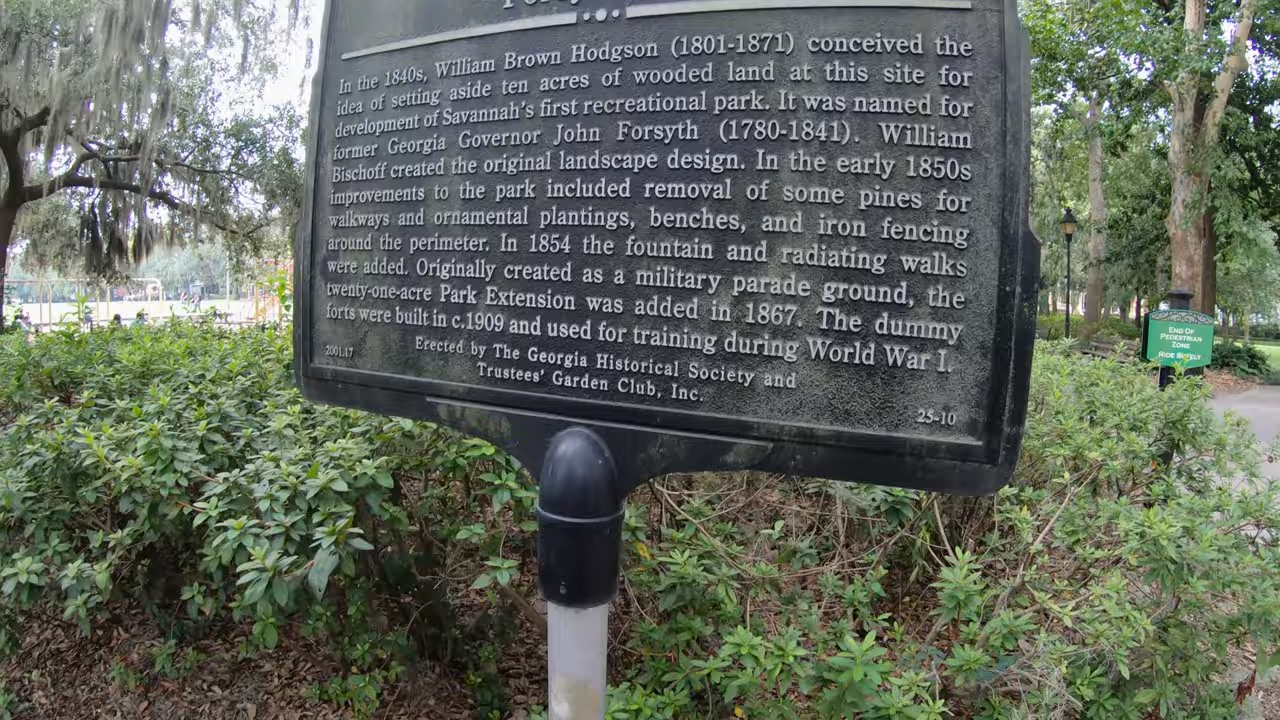 In the 1840s, William Brown Hodgson (1801-1871) conceived the
idea of setting aside ten acres of wooded land at this site for
development of Savannah's first recreational park. It was named for
former Georgia Governor John Forsyth (1780-1841). William
Bischoff created the original landscape design. In the early 1850s
improvements to the park included removal of some pines for
walkways and ornamental plantings, benches, and iron fencing
around the perimeter. In 1854 the fountain and radiating walks
were added. Originally created as a military parade ground, the
twenty-one-acre Park Extension was added in 1867. The dummy
forts were built in c.1909 and used for training during World War I.
Erected by The Georgia Historical Society and
Trustees' Garden Club, Inc.
2001.17
25-10
END OF
PEDESTRIAN
ZONE
RIDE SAFELY